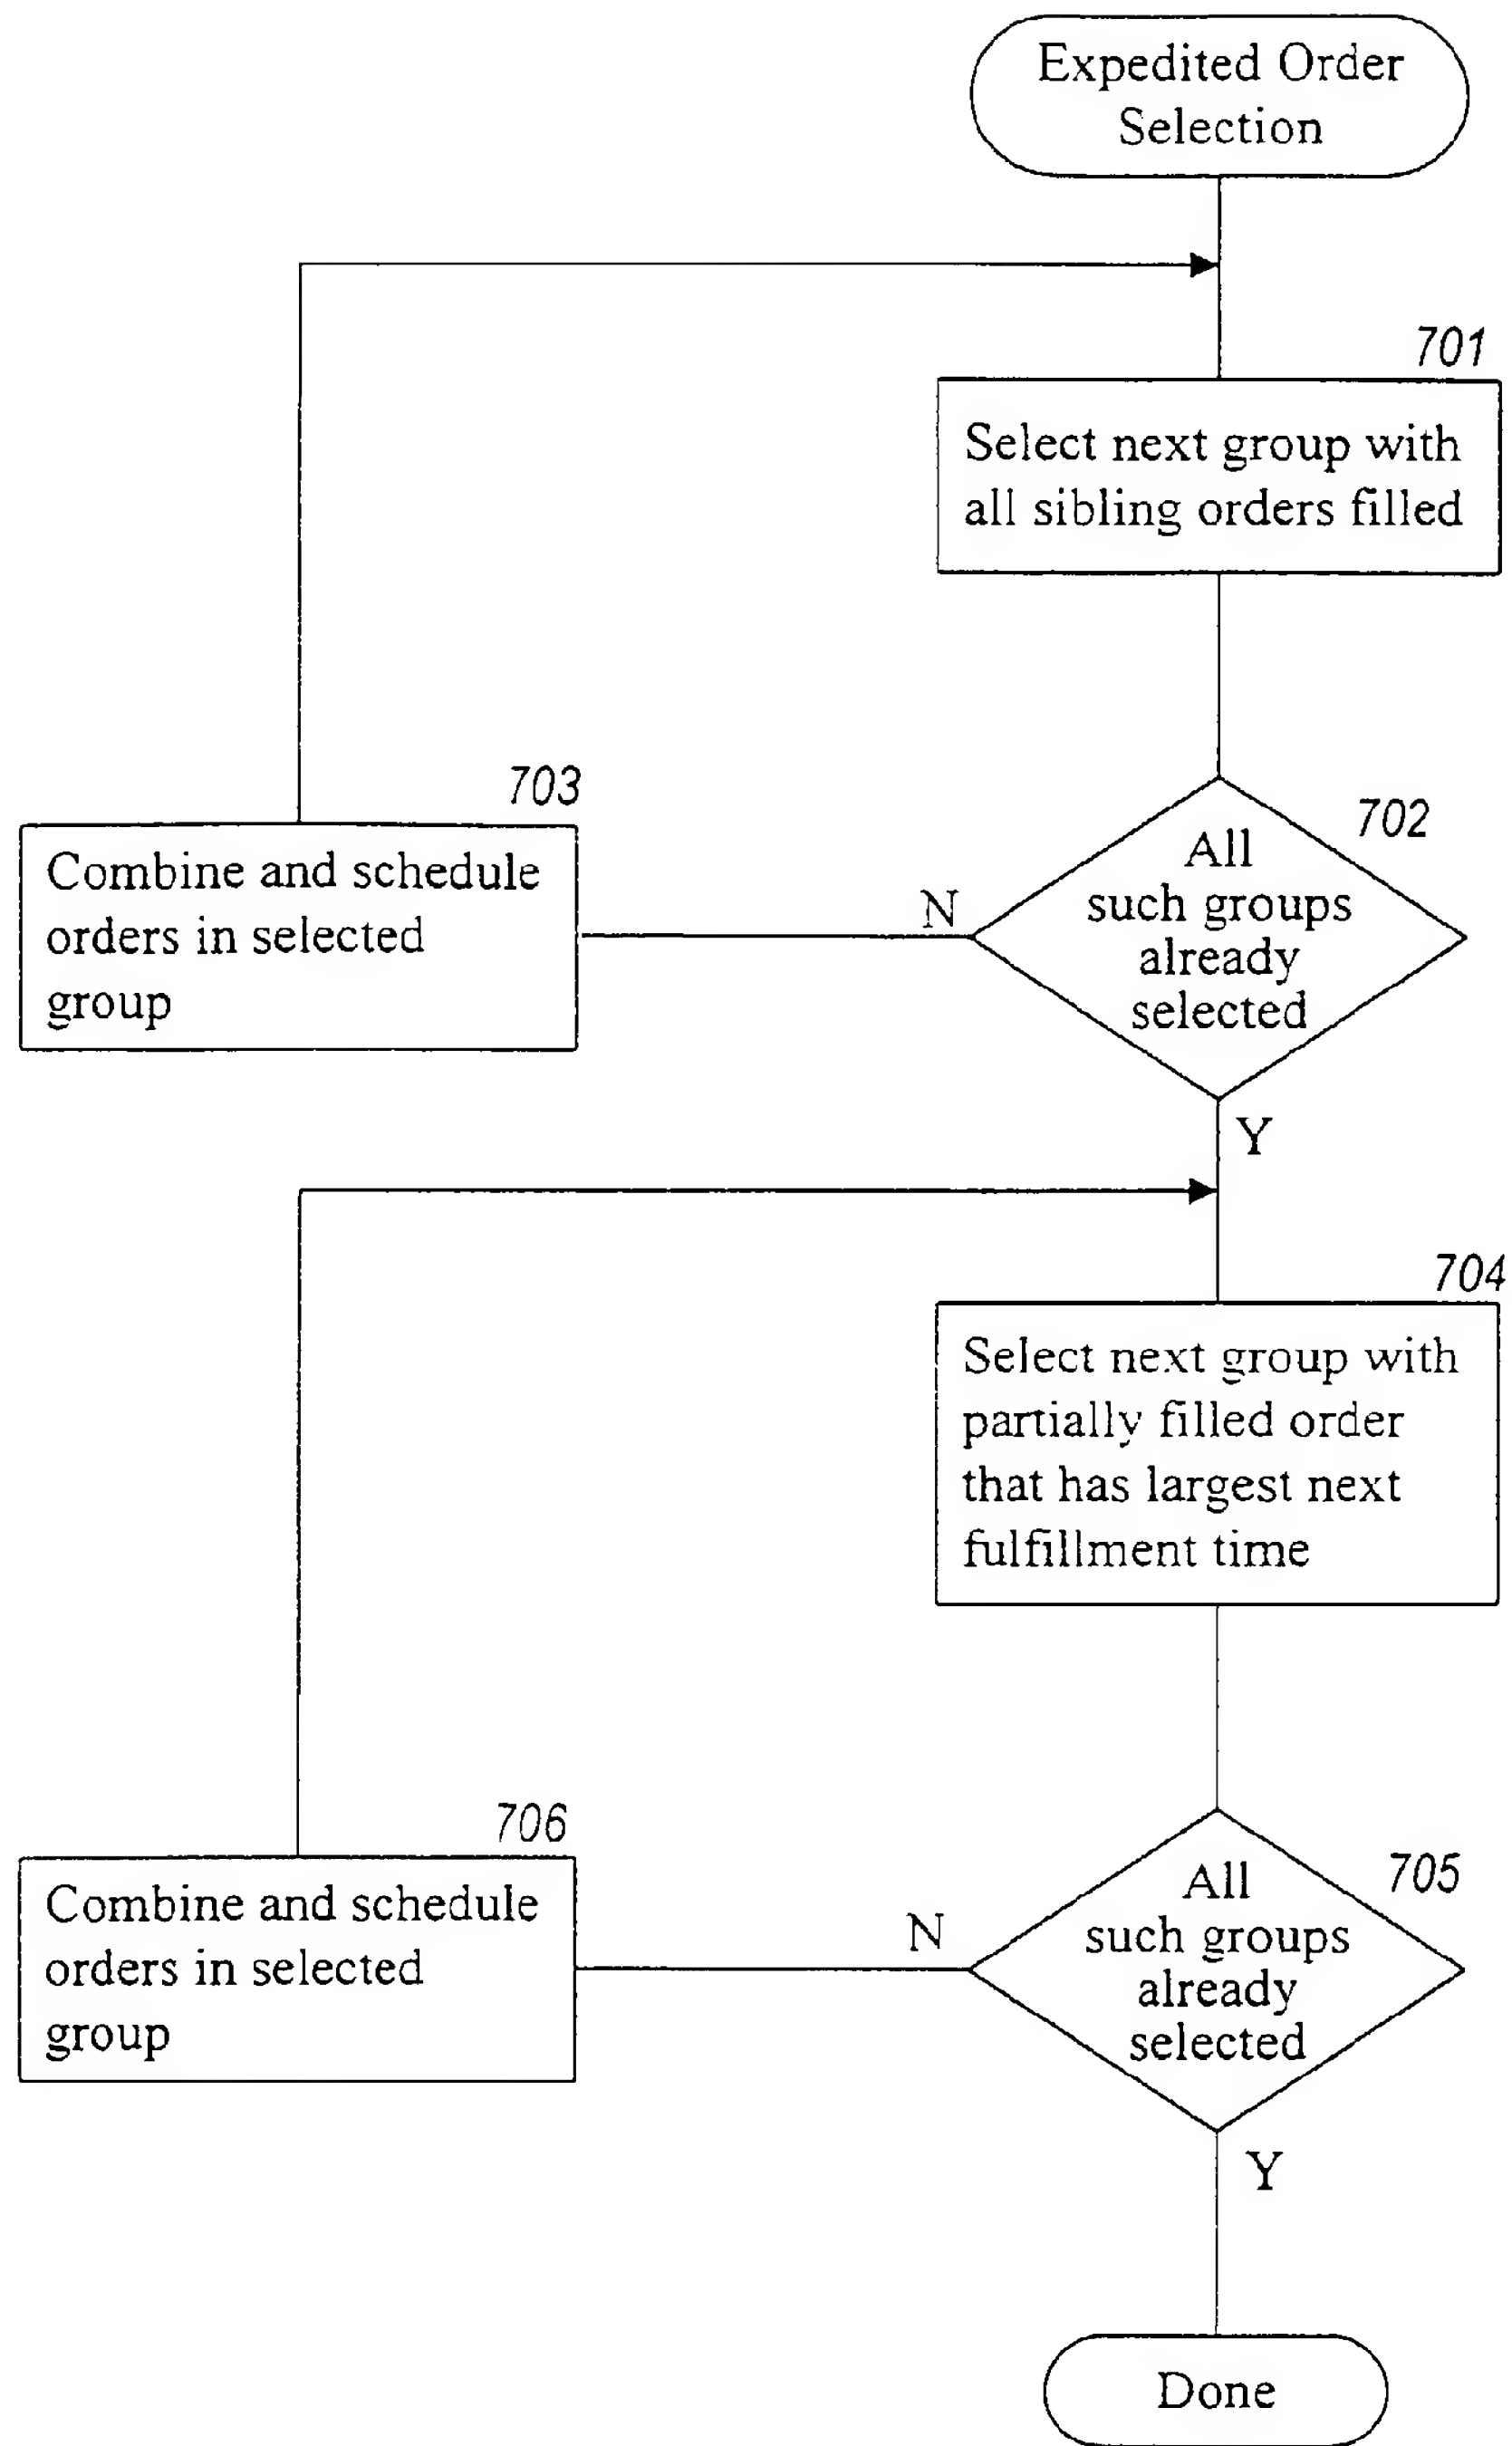 Expedited Order
Selection
701
Select next group with
all sibling orders filled
702
All
such groups
already
selected
N
Y
703
Combine and schedule
orders in selected
group
704
Select next group with
partially filled order
that has largest next
fulfillment time
705
All
such groups
already
selected
N
Y
706
Combine and schedule
orders in selected
group
Done